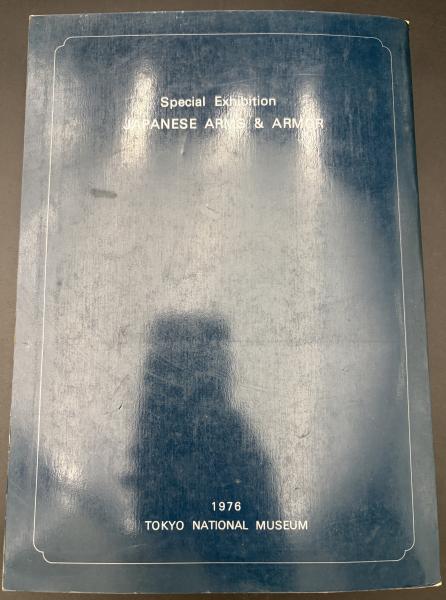 Special Exhibition
JAPANESE ARMS & ARMOR
1976
TOKYO NATIONAL MUSEUM